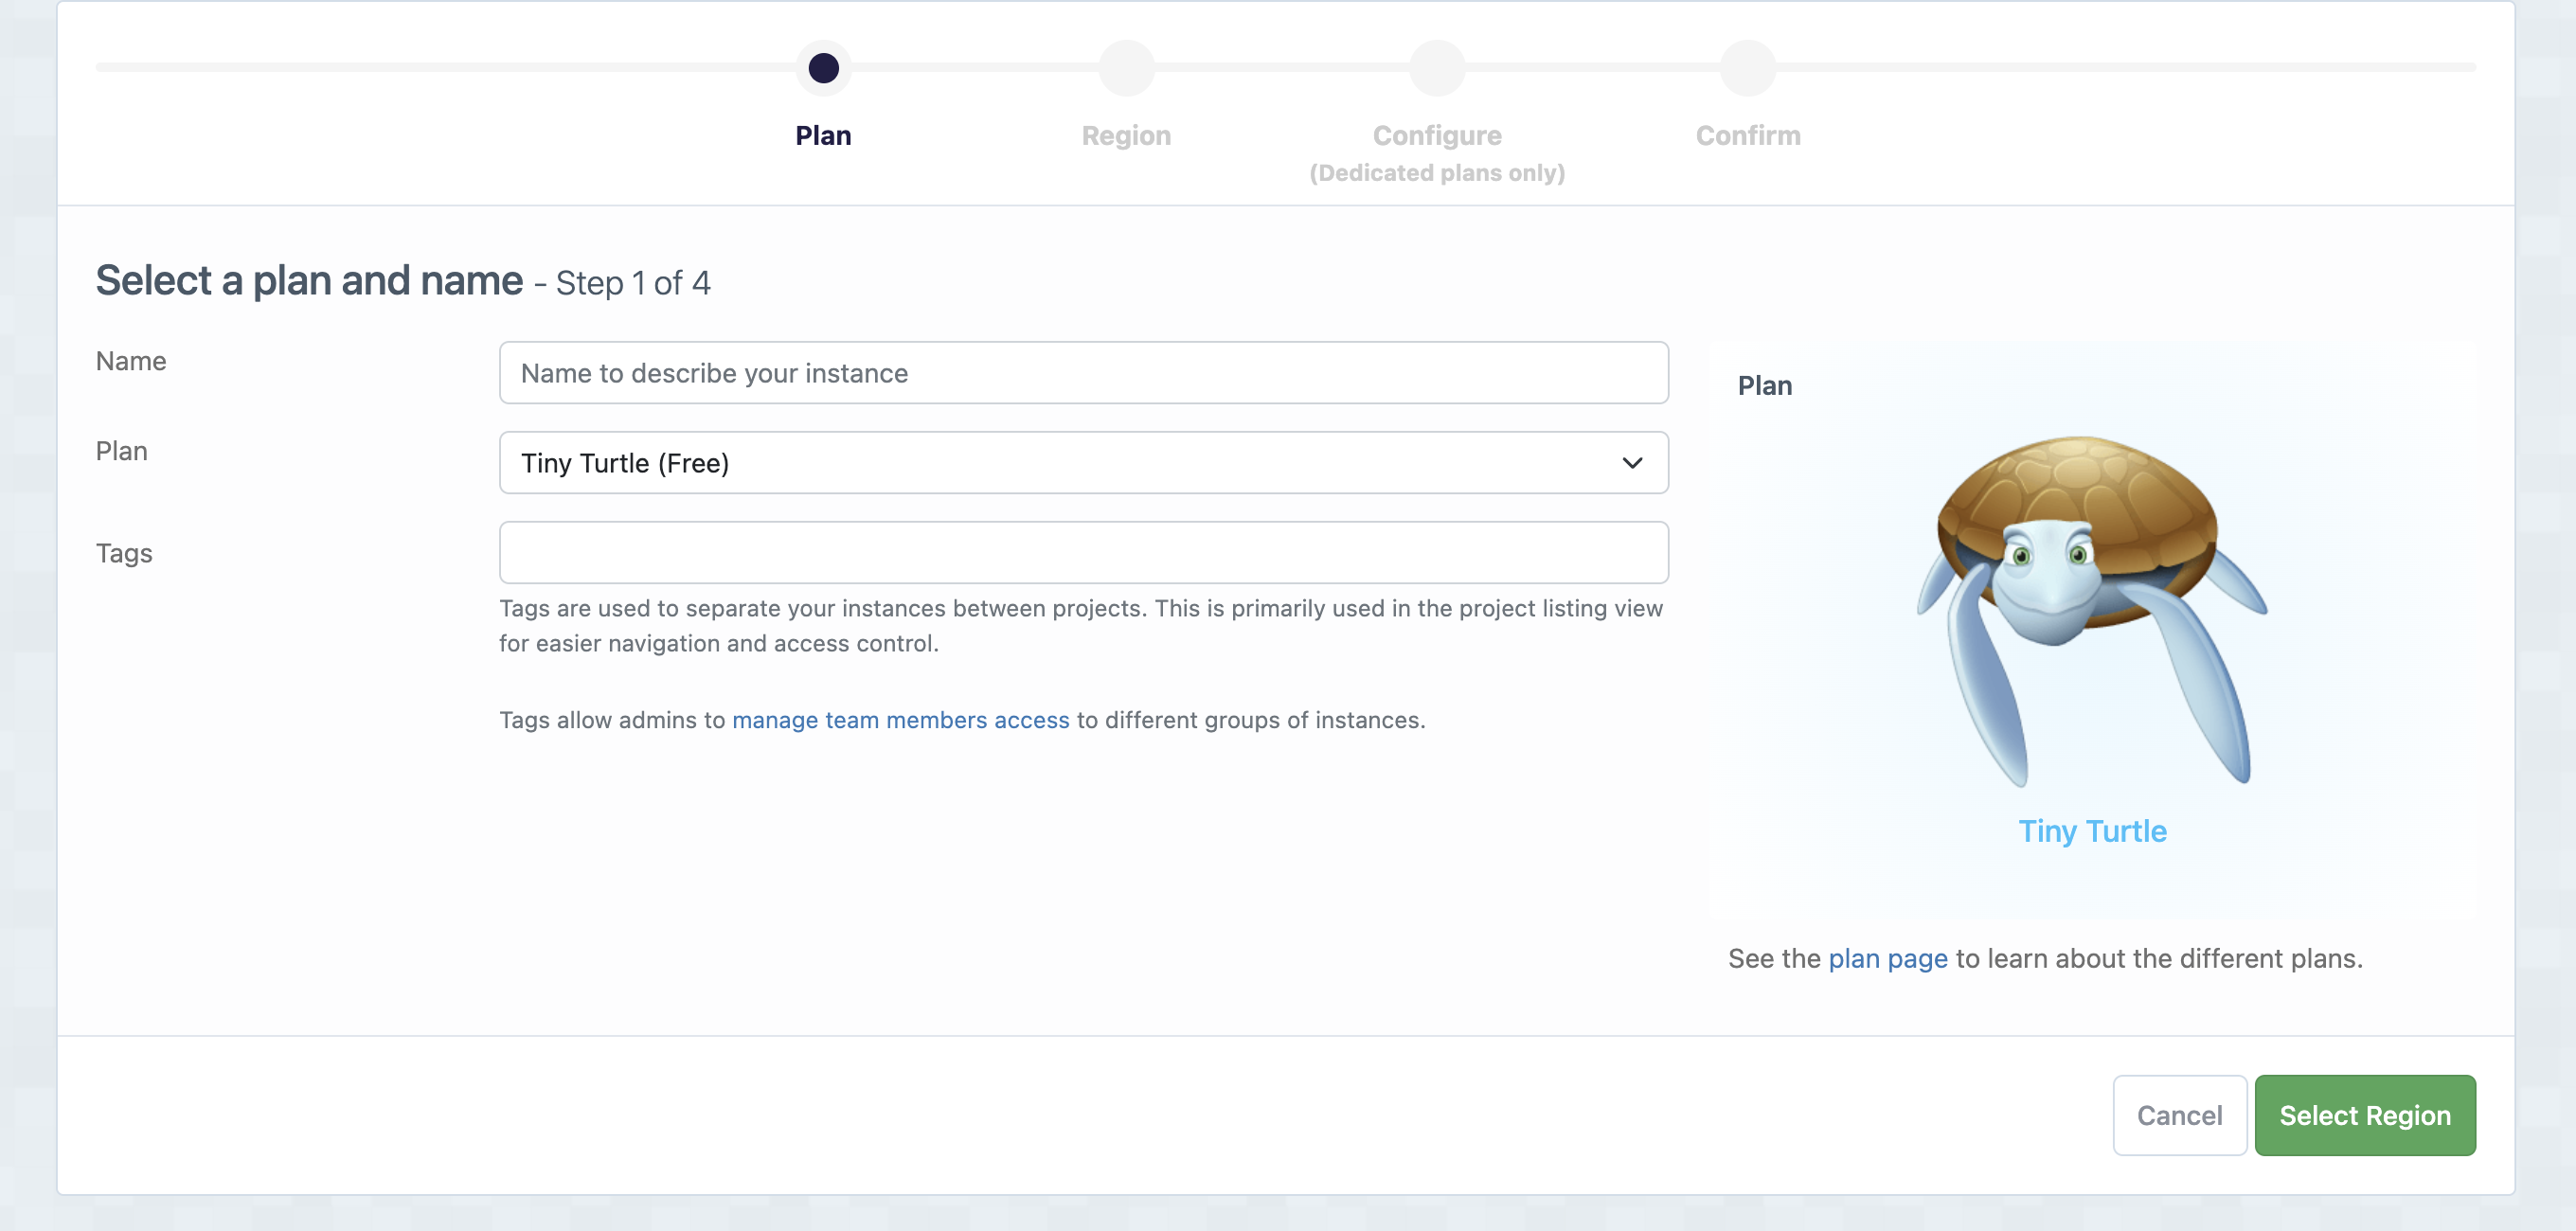 Plan
Region
Configure
(Dedicated plans only)
Confirm
Select a plan and name - Step 1 of 4
Name
Name to describe your instance
Plan
Tiny Turtle (Free)
Tags
Tags are used to separate your instances between projects. This is primarily used in the project listing view
for easier navigation and access control.
Tags allow admins to manage team members access to different groups of instances.
Plan
Tiny Turtle
See the plan page to learn about the different plans.
Cancel
Select Region